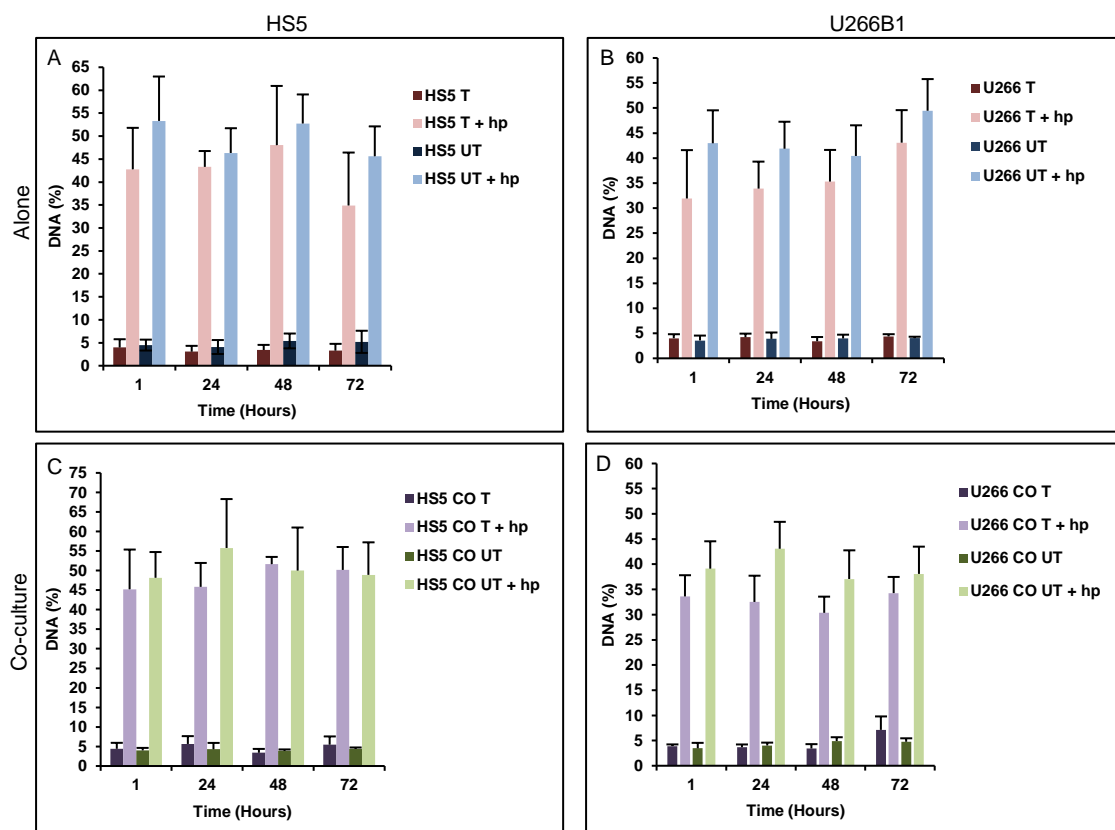 HS5
U266B1
Alone
A
DNA (%)
65
60
55
50
45
40
35
30
25
20
15
10
5
0
1 24 48 72
Time (Hours)
HS5 T
HS5 T + hp
HS5 UT
HS5 UT + hp
B
DNA (%)
60
55
50
45
40
35
30
25
20
15
10
5
0
1 24 48 72
Time (Hours)
U266 T
U266 T + hp
U266 UT
U266 UT + hp
Co-culture
C
DNA (%)
75
70
65
60
55
50
45
40
35
30
25
20
15
10
5
0
1 24 48 72
Time (Hours)
HS5 CO T
HS5 CO T + hp
HS5 CO UT
HS5 CO UT + hp
D
DNA (%)
60
55
50
45
40
35
30
25
20
15
10
5
0
1 24 48 72
Time (Hours)
U266 CO T
U266 CO T + hp
U266 CO UT
U266 CO UT + hp